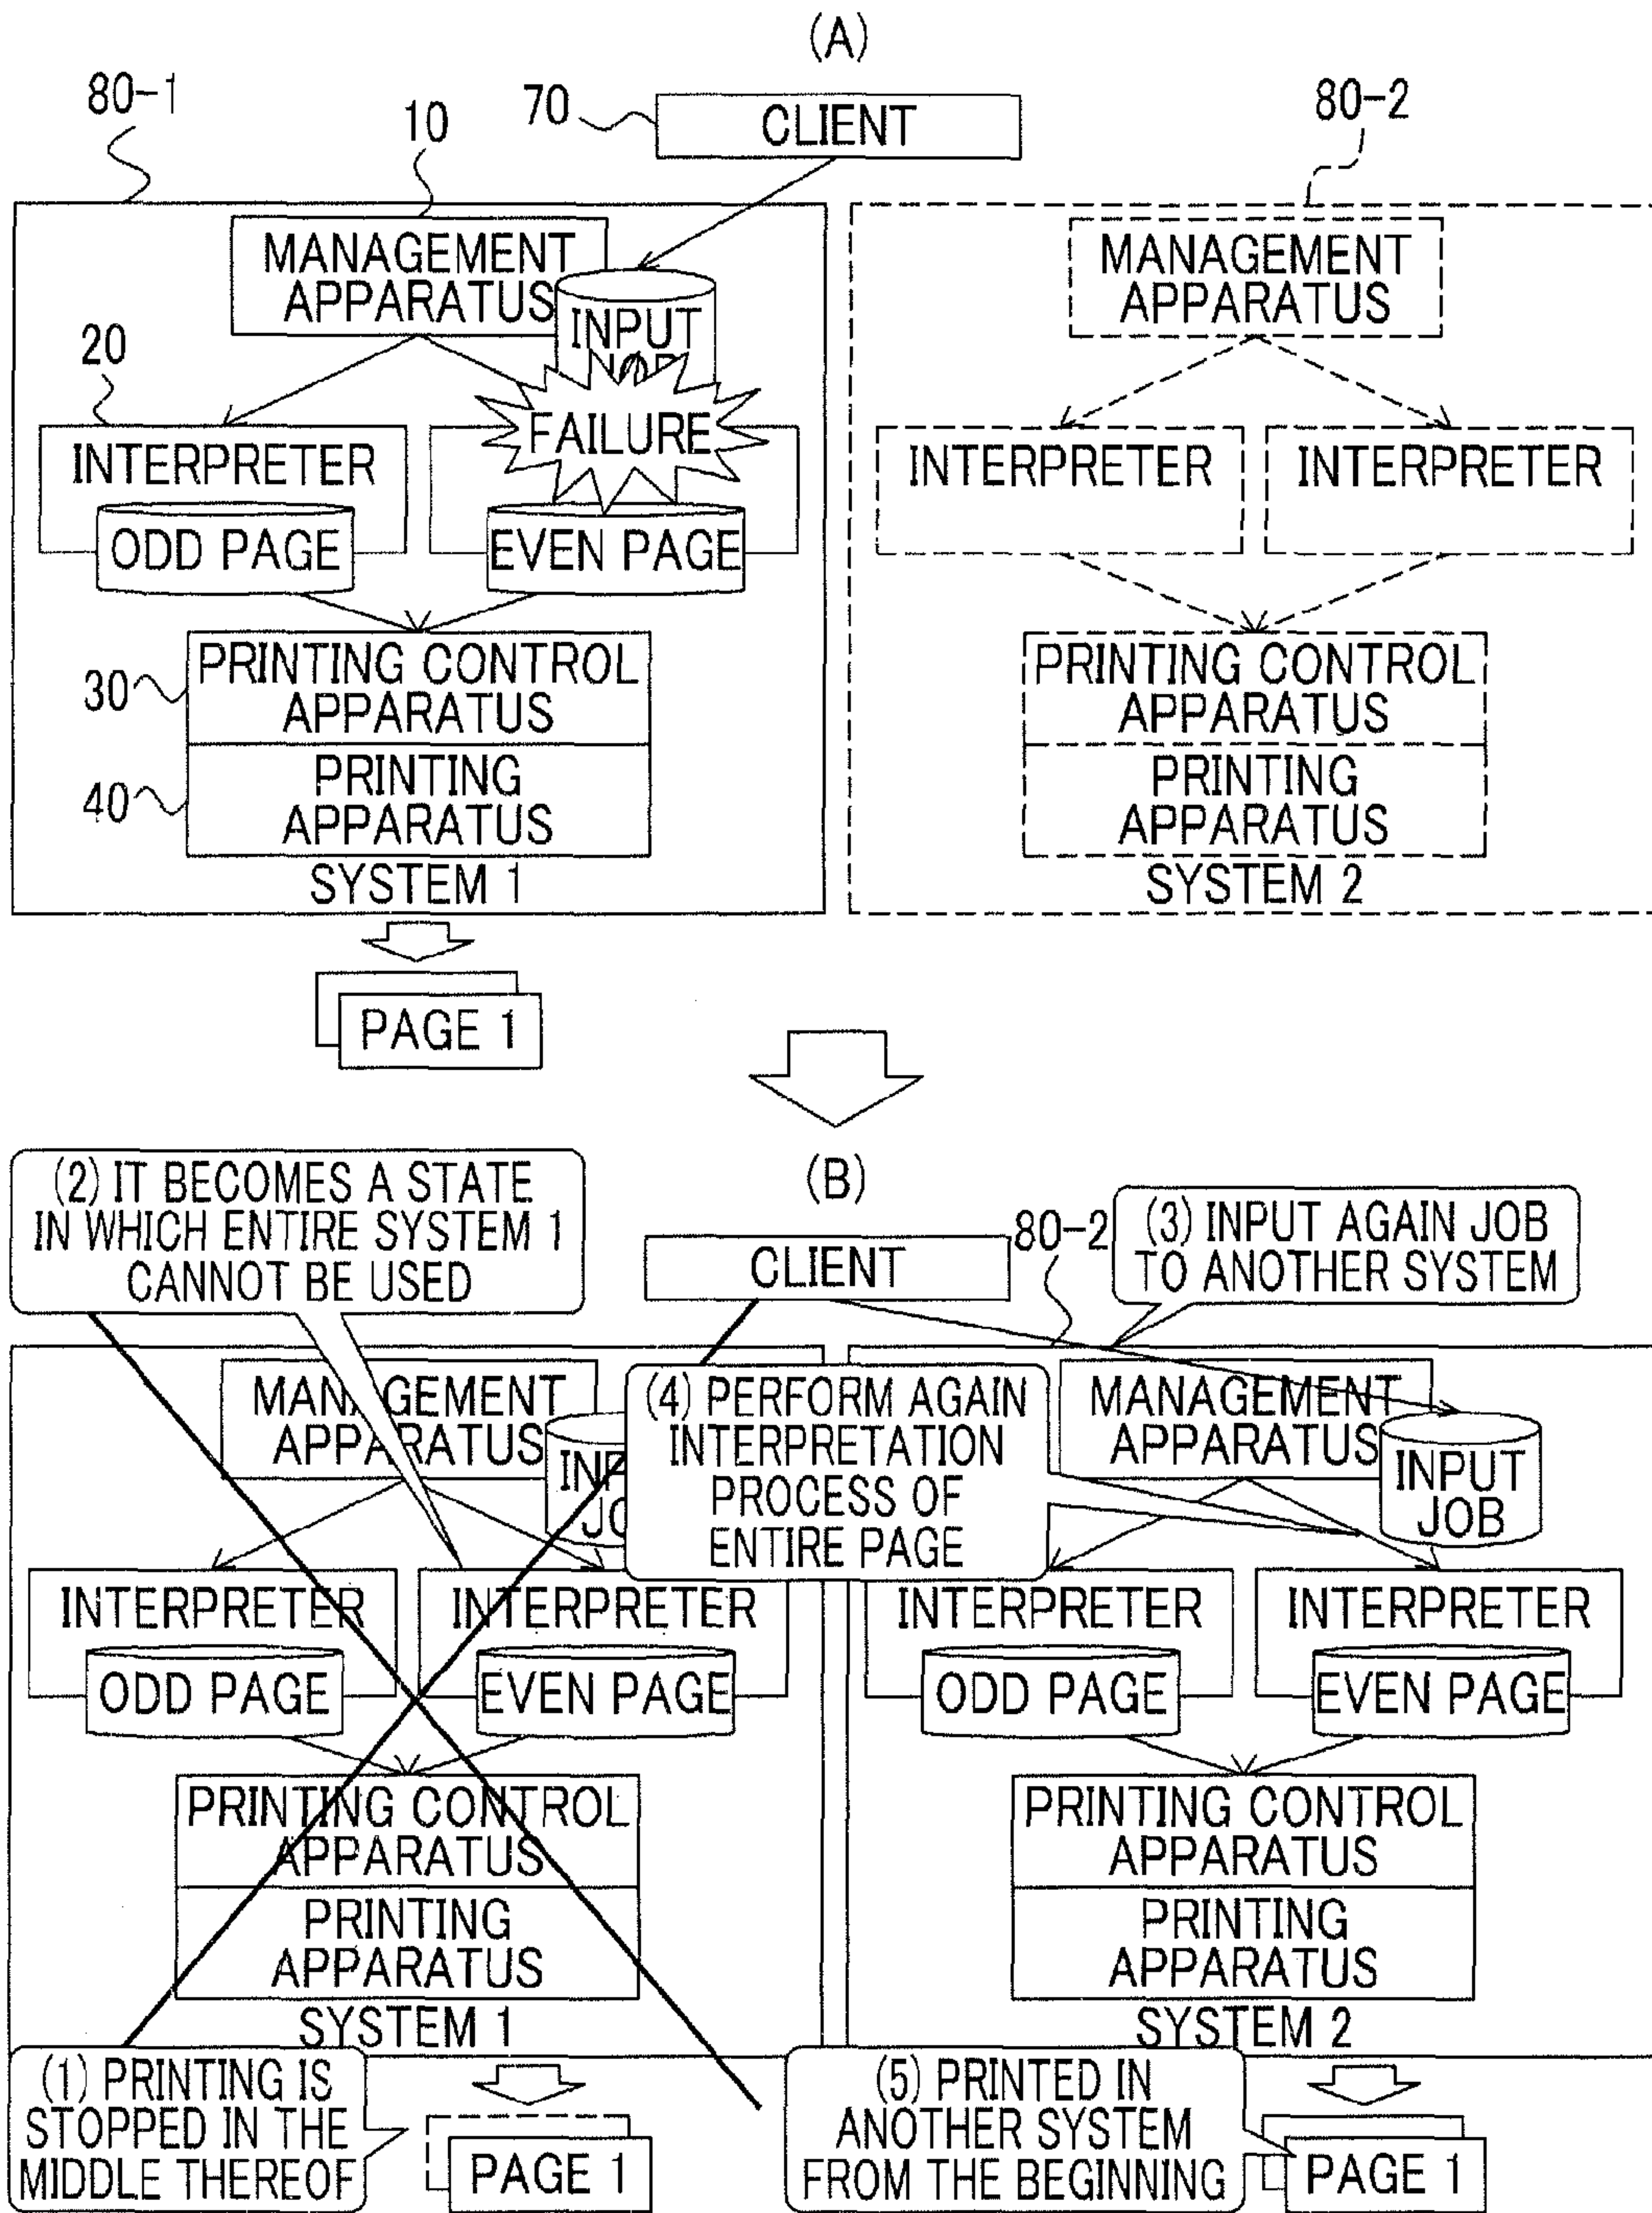 (A)
80-1
10
70
CLIENT
80-2
MANAGEMENT
APPARATUS
INPUT
20
FAILURE
INTERPRETER
ODD PAGE
EVEN PAGE
30
PRINTING CONTROL
APPARATUS
40
PRINTING
APPARATUS
SYSTEM 1
PAGE 1
MANAGEMENT
APPARATUS
INTERPRETER
INTERPRETER
PRINTING CONTROL
APPARATUS
PRINTING
APPARATUS
SYSTEM 2
(B)
(2) IT BECOMES A STATE
IN WHICH ENTIRE SYSTEM 1
CANNOT BE USED
CLIENT
80-2
(3) INPUT AGAIN JOB
TO ANOTHER SYSTEM
MANAGEMENT
APPARATUS
(4) PERFORM AGAIN
INTERPRETATION
PROCESS OF
ENTIRE PAGE
INTERPRETER
INTERPRETER
ODD PAGE
EVEN PAGE
PRINTING CONTROL
APPARATUS
PRINTING
APPARATUS
SYSTEM 1
(1) PRINTING IS
STOPPED IN THE
MIDDLE THEREOF
PAGE 1
MANAGEMENT
APPARATUS
INPUT
JOB
INTERPRETER
INTERPRETER
ODD PAGE
EVEN PAGE
PRINTING CONTROL
APPARATUS
PRINTING
APPARATUS
SYSTEM 2
(5) PRINTED IN
ANOTHER SYSTEM
FROM THE BEGINNING
PAGE 1